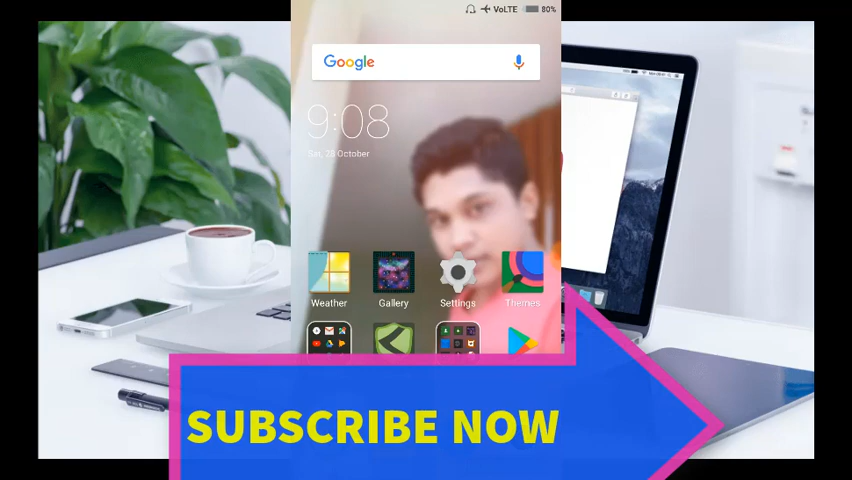 VoLTE 80%
Google
9:08
Sat, 28 October
Weather Gallery Settings Themes
SUBSCRIBE NOW